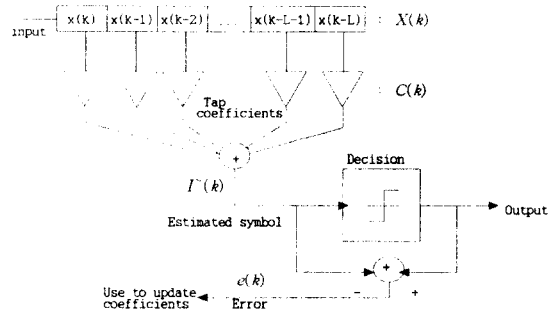 x(k) x(k-1) x(k-2) ... x(k-L-1) x(k-L) : X(k)
input
: C(k)
Tap
coefficients
+
Decision
I~(k)
Output
Estimated symbol
+
e(k) − +
Use to update
coefficients Error